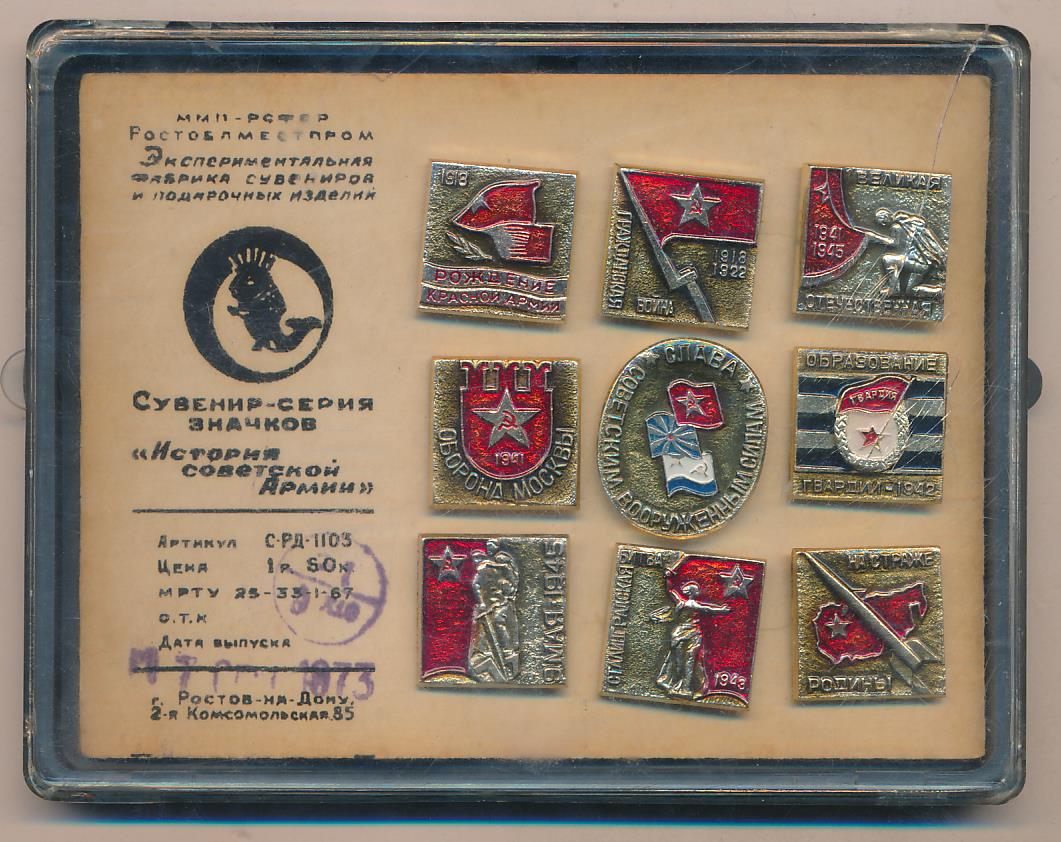 ММП-РСФСР
Ростоблместпром
Экспериментальная
фабрика сувениров
и подарочных изделий
Сувенир-серия
значков
«История
советской
Армии»
Артикул С-РД-1103
Цена 1р. 80к
МРТУ 25-33-1-67
О.Т.К
Дата выпуска
1973
г. Ростов-на-Дону,
2-я Комсомольская, 85
1918
РОЖДЕНИЕ
КРАСНОЙ АРМИИ
ГРАЖДАНСКАЯ
ВОЙНА
1918
1922
ВЕЛИКАЯ
1941
1945
ОТЕЧЕСТВЕННАЯ
1941
ОБОРОНА МОСКВЫ
СЛАВА
СОВЕТСКИМ ВООРУЖЕННЫМ СИЛАМ
ОБРАЗОВАНИЕ
ГВАРДИЯ
ГВАРДИИ-1942
9 МАЯ 1945
СТАЛИНГРАДСКАЯ БИТВА
1943
НА СТРАЖЕ
РОДИНЫ